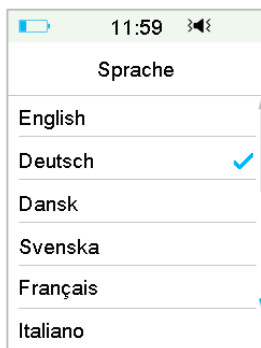 11:59
Sprache
English
Deutsch
Dansk
Svenska
Français
Italiano